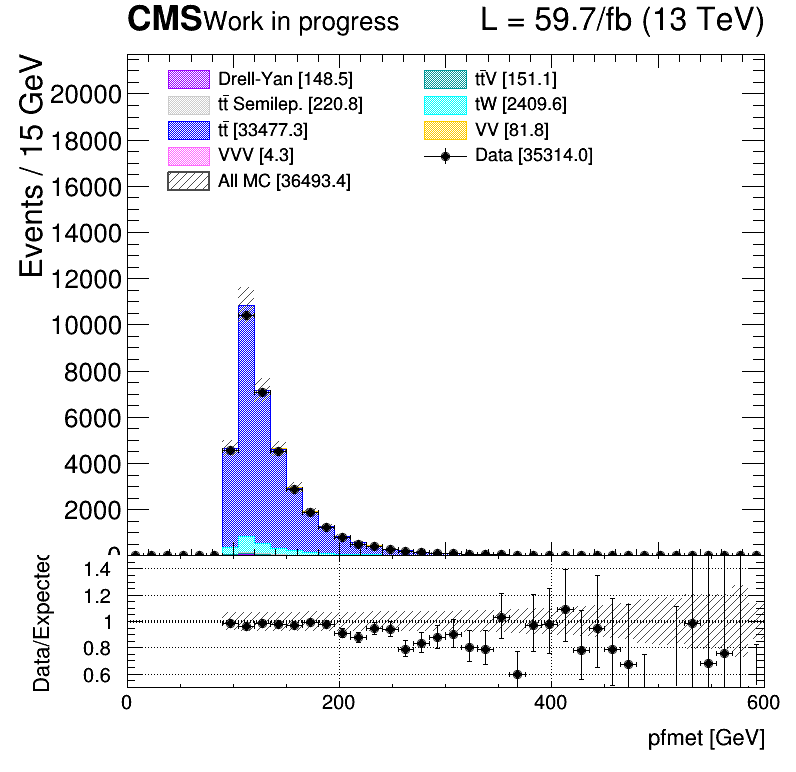 CMS Work in progress L = 59.7/fb (13 TeV)
Events / 15 GeV
Drell-Yan [148.5] tt̄V [151.1]
tt̄ Semilep. [220.8] tW [2409.6]
tt̄ [33477.3] VV [81.8]
VVV [4.3] Data [35314.0]
All MC [36493.4]
20000
18000
16000
14000
12000
10000
8000
6000
4000
2000
0
Data/Expected
1.4
1.2
1
0.8
0.6
0 200 400 600
pfmet [GeV]